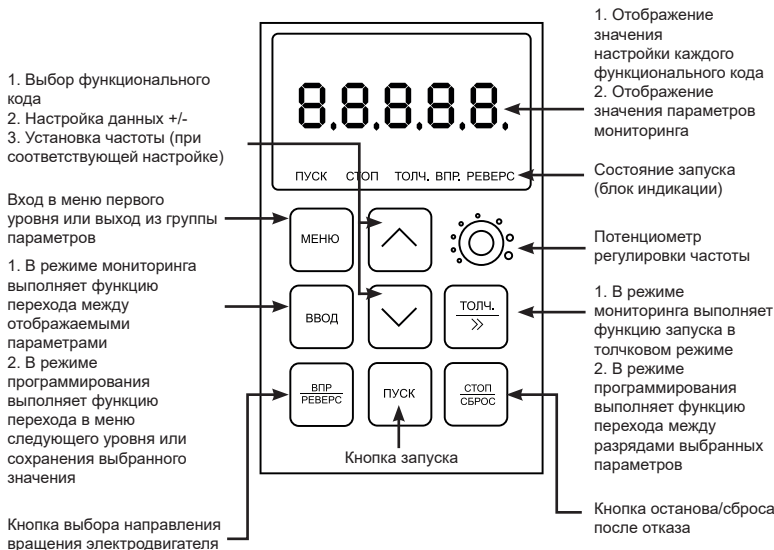 1. Выбор функционального
кода
2. Настройка данных +/-
3. Установка частоты (при
соответствующей настройке)
Вход в меню первого
уровня или выход из группы
параметров
1. В режиме мониторинга
выполняет функцию
перехода между
отображаемыми
параметрами
2. В режиме
программирования
выполняет функцию
перехода в меню
следующего уровня или
сохранения выбранного
значения
Кнопка выбора направления
вращения электродвигателя
8.8.8.8.8.
ПУСК СТОП ТОЛЧ. ВПР. РЕВЕРС
МЕНЮ
ВВОД
ТОЛЧ.
>>
ВПР
РЕВЕРС
ПУСК
СТОП
СБРОС
Кнопка запуска
1. Отображение
значения
настройки каждого
функционального кода
2. Отображение
значения параметров
мониторинга
Состояние запуска
(блок индикации)
Потенциометр
регулировки частоты
1. В режиме
мониторинга выполняет
функцию запуска в
толчковом режиме
2. В режиме
программирования
выполняет функцию
перехода между
разрядами выбранных
параметров
Кнопка останова/сброса
после отказа